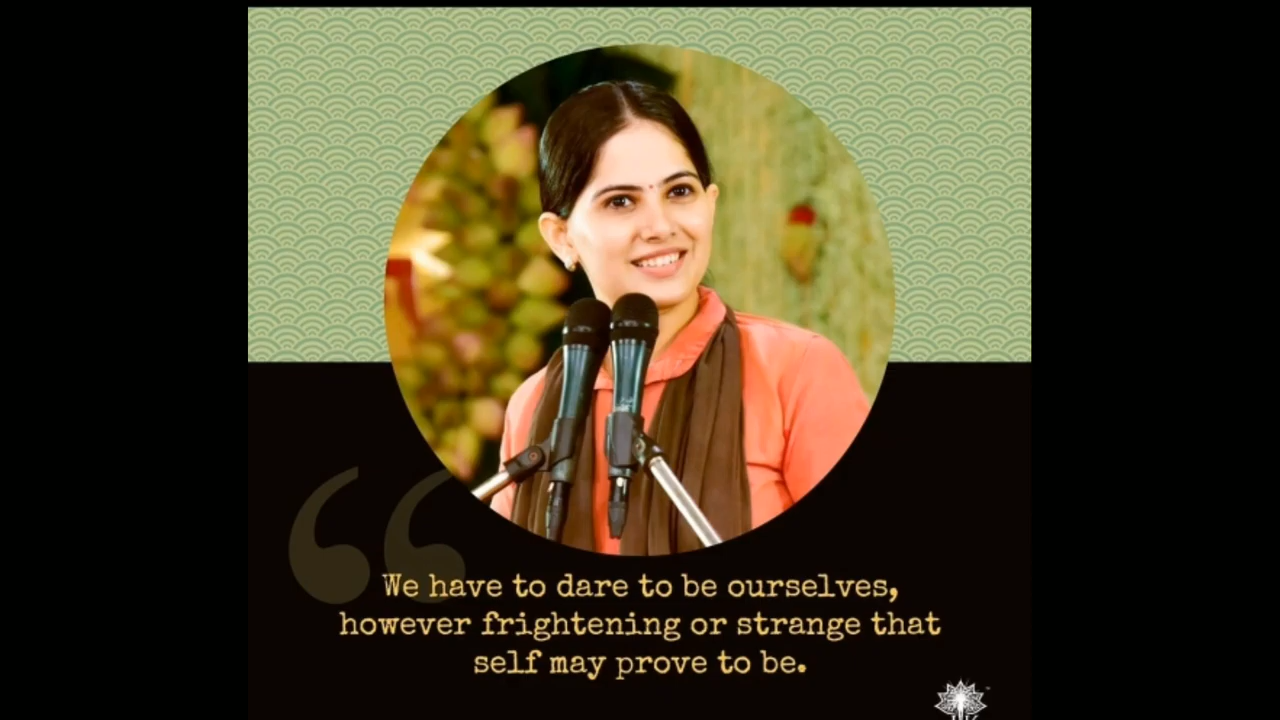 We have to dare to be ourselves,
however frightening or strange that
self may prove to be.